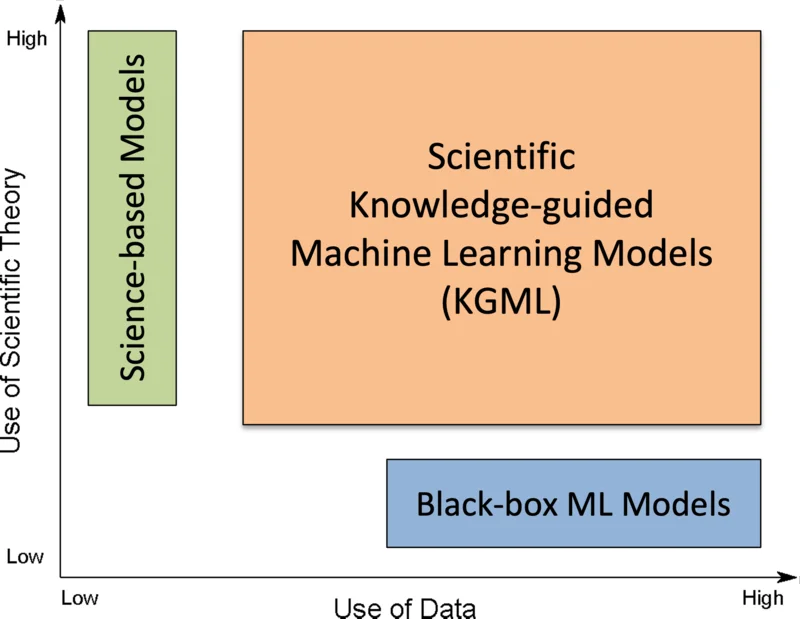 High
Use of Scientific Theory
Science-based Models
Scientific
Knowledge-guided
Machine Learning Models
(KGML)
Black-box ML Models
Low
Low
Use of Data
High